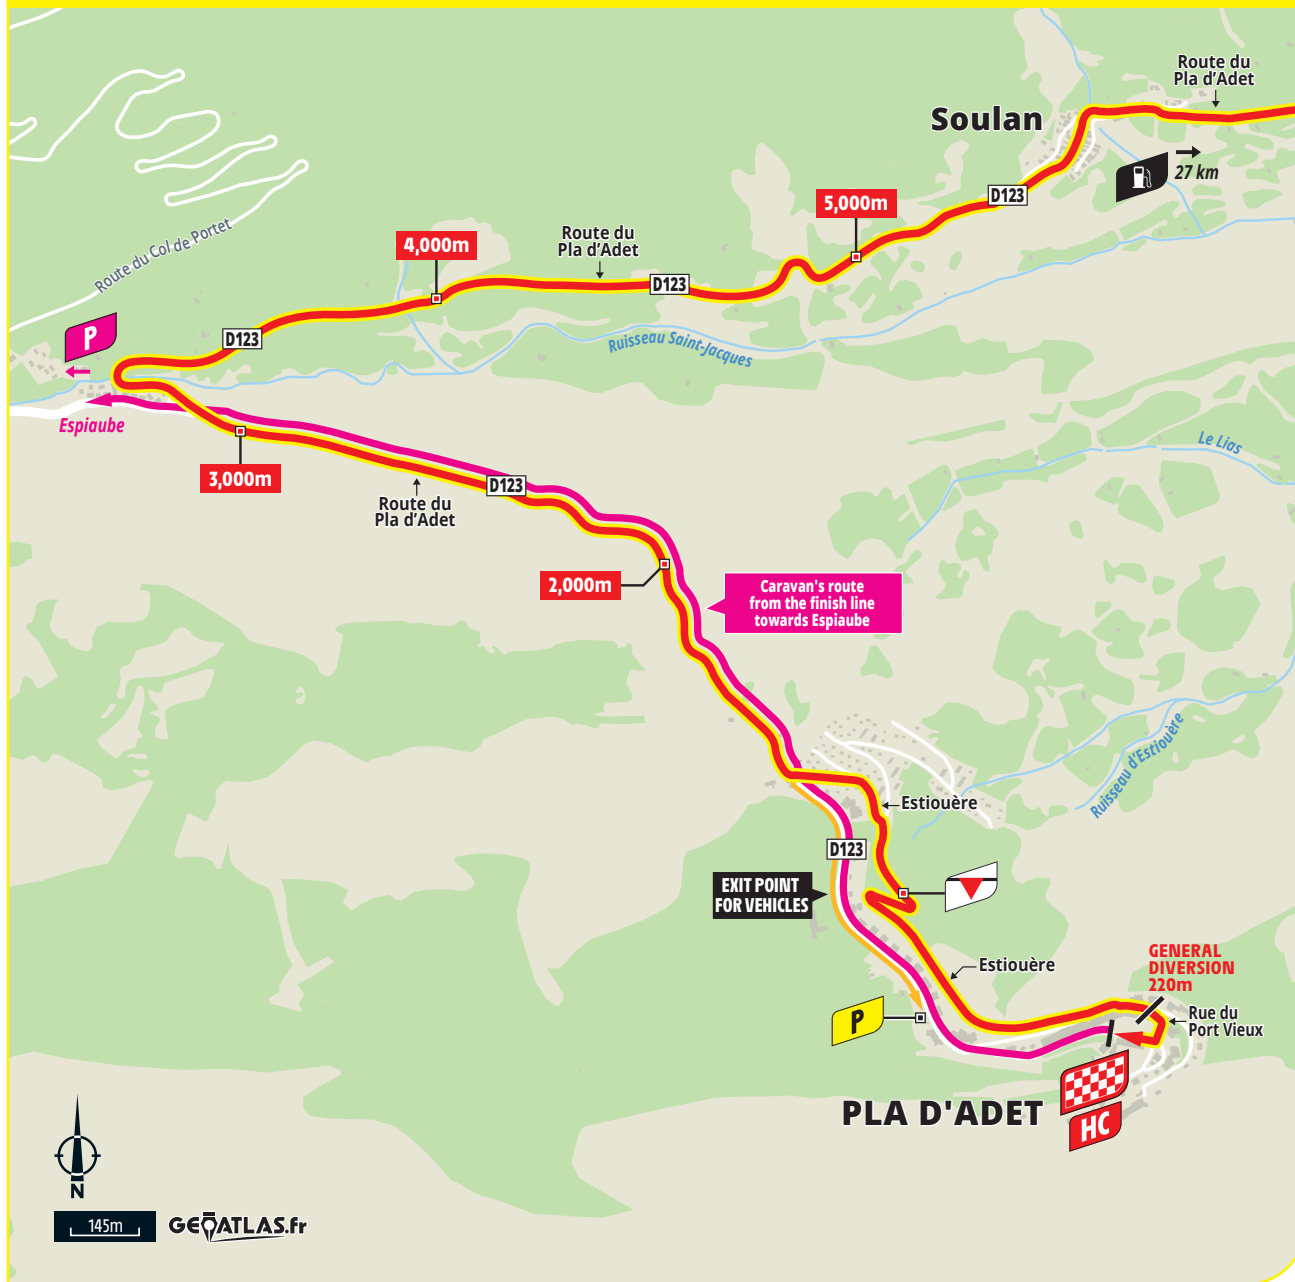 Route du
Pla d'Adet
Soulan
27 km
D123
5,000m
Route du
Pla d'Adet
4,000m
D123
Route du Col de Portet
P
D123
Ruisseau Saint-Jacques
Espiaube
Le Lias
3,000m
D123
Route du
Pla d'Adet
2,000m
Caravan's route
from the finish line
towards Espiaube
Ruisseau d'Estiouère
Estiouère
D123
EXIT POINT
FOR VEHICLES
Estiouère
GENERAL
DIVERSION
220m
P
Rue du
Port Vieux
PLA D'ADET
HC
N
145m
GEOATLAS.fr